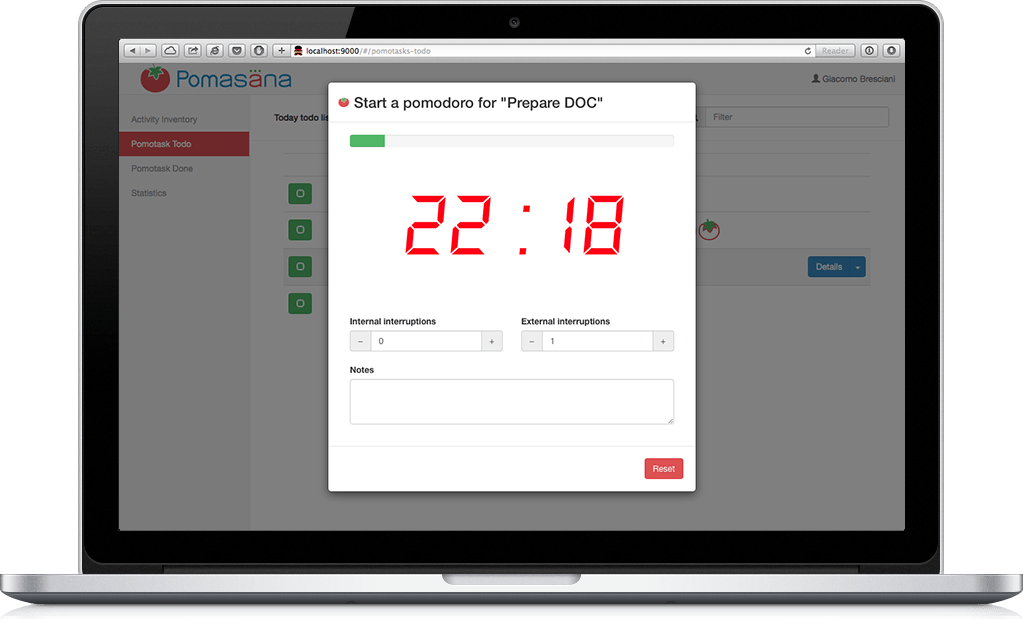 localhost:9000/#/pomotasks-todo
Reader
Pomasäna
Giacomo Bresciani
Activity Inventory
Pomotask Todo
Pomotask Done
Statistics
Today todo lis
Filter
Start a pomodoro for "Prepare DOC"
22:18
Details
Internal interruptions
External interruptions
− 0 +
− 1 +
Notes
Reset